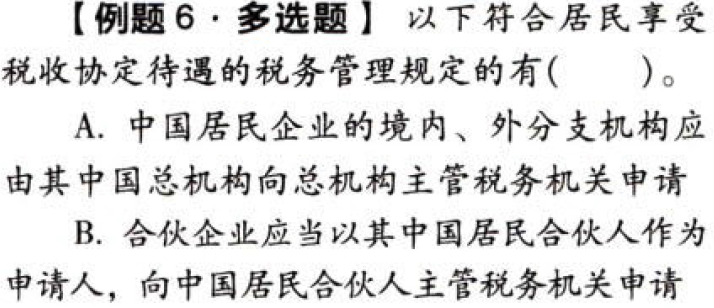 【例题6·多选题】 以下符合居民享受
税收协定待遇的税务管理规定的有(  )。
A. 中国居民企业的境内、外分支机构应
由其中国总机构向总机构主管税务机关申请
B. 合伙企业应当以其中国居民合伙人作为
申请人，向中国居民合伙人主管税务机关申请